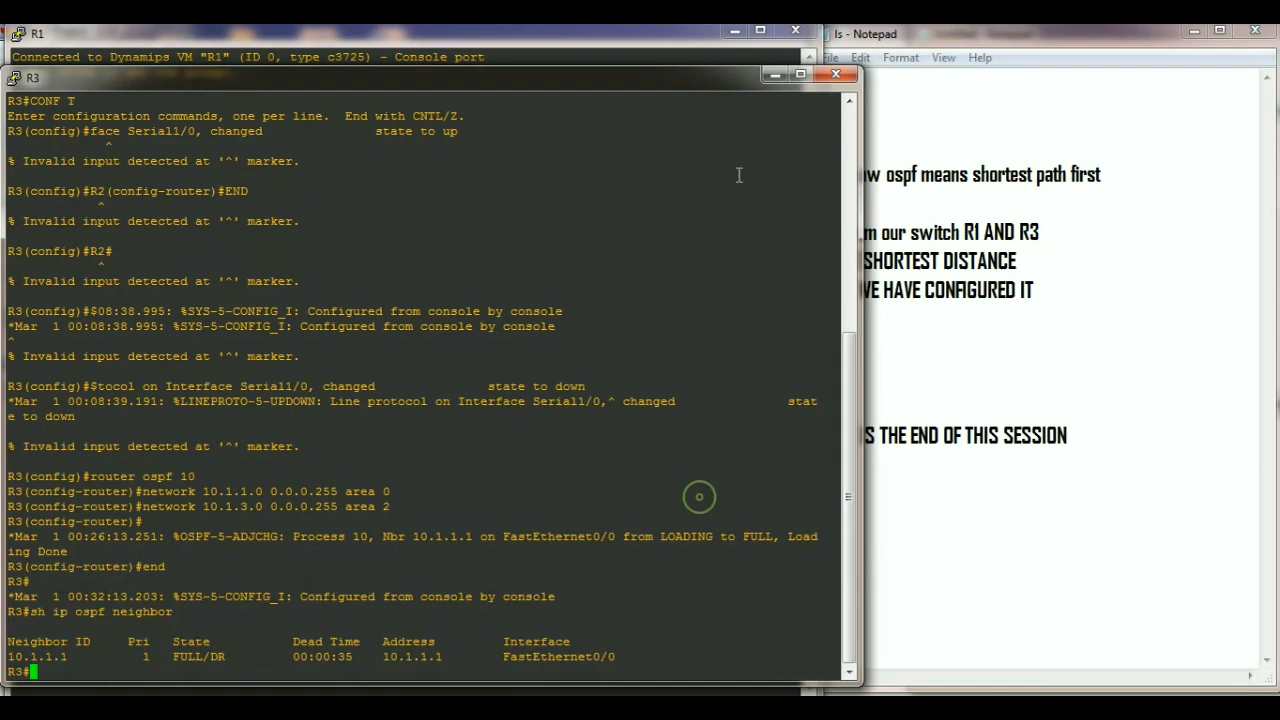 R1
ls - Notepad
Connected to Dynamips VM "R1" (ID 0, type c3725) - Console port
File Edit Format View Help
R3
R3#CONF T
Enter configuration commands, one per line.  End with CNTL/Z.
R3(config)#face Serial1/0, changed               state to up
^
% Invalid input detected at '^' marker.
R3(config)#R2(config-router)#END
^
% Invalid input detected at '^' marker.
R3(config)#R2#
^
% Invalid input detected at '^' marker.
R3(config)#$08:38.995: %SYS-5-CONFIG_I: Configured from console by console
*Mar  1 00:08:38.995: %SYS-5-CONFIG_I: Configured from console by console
^
% Invalid input detected at '^' marker.
R3(config)#$tocol on Interface Serial1/0, changed               state to down
*Mar  1 00:08:39.191: %LINEPROTO-5-UPDOWN: Line protocol on Interface Serial1/0,^ changed               stat
e to down
% Invalid input detected at '^' marker.
R3(config)#router ospf 10
R3(config-router)#network 10.1.1.0 0.0.0.255 area 0
R3(config-router)#network 10.1.3.0 0.0.0.255 area 2
R3(config-router)#
*Mar  1 00:26:13.251: %OSPF-5-ADJCHG: Process 10, Nbr 10.1.1.1 on FastEthernet0/0 from LOADING to FULL, Load
ing Done
R3(config-router)#end
R3#
*Mar  1 00:32:13.203: %SYS-5-CONFIG_I: Configured from console by console
R3#sh ip ospf neighbor
Neighbor ID     Pri   State           Dead Time   Address         Interface
10.1.1.1          1   FULL/DR         00:00:35    10.1.1.1        FastEthernet0/0
R3#
ospf means shortest path first
our switch R1 AND R3
SHORTEST DISTANCE
WE HAVE CONFIGURED IT
THE END OF THIS SESSION